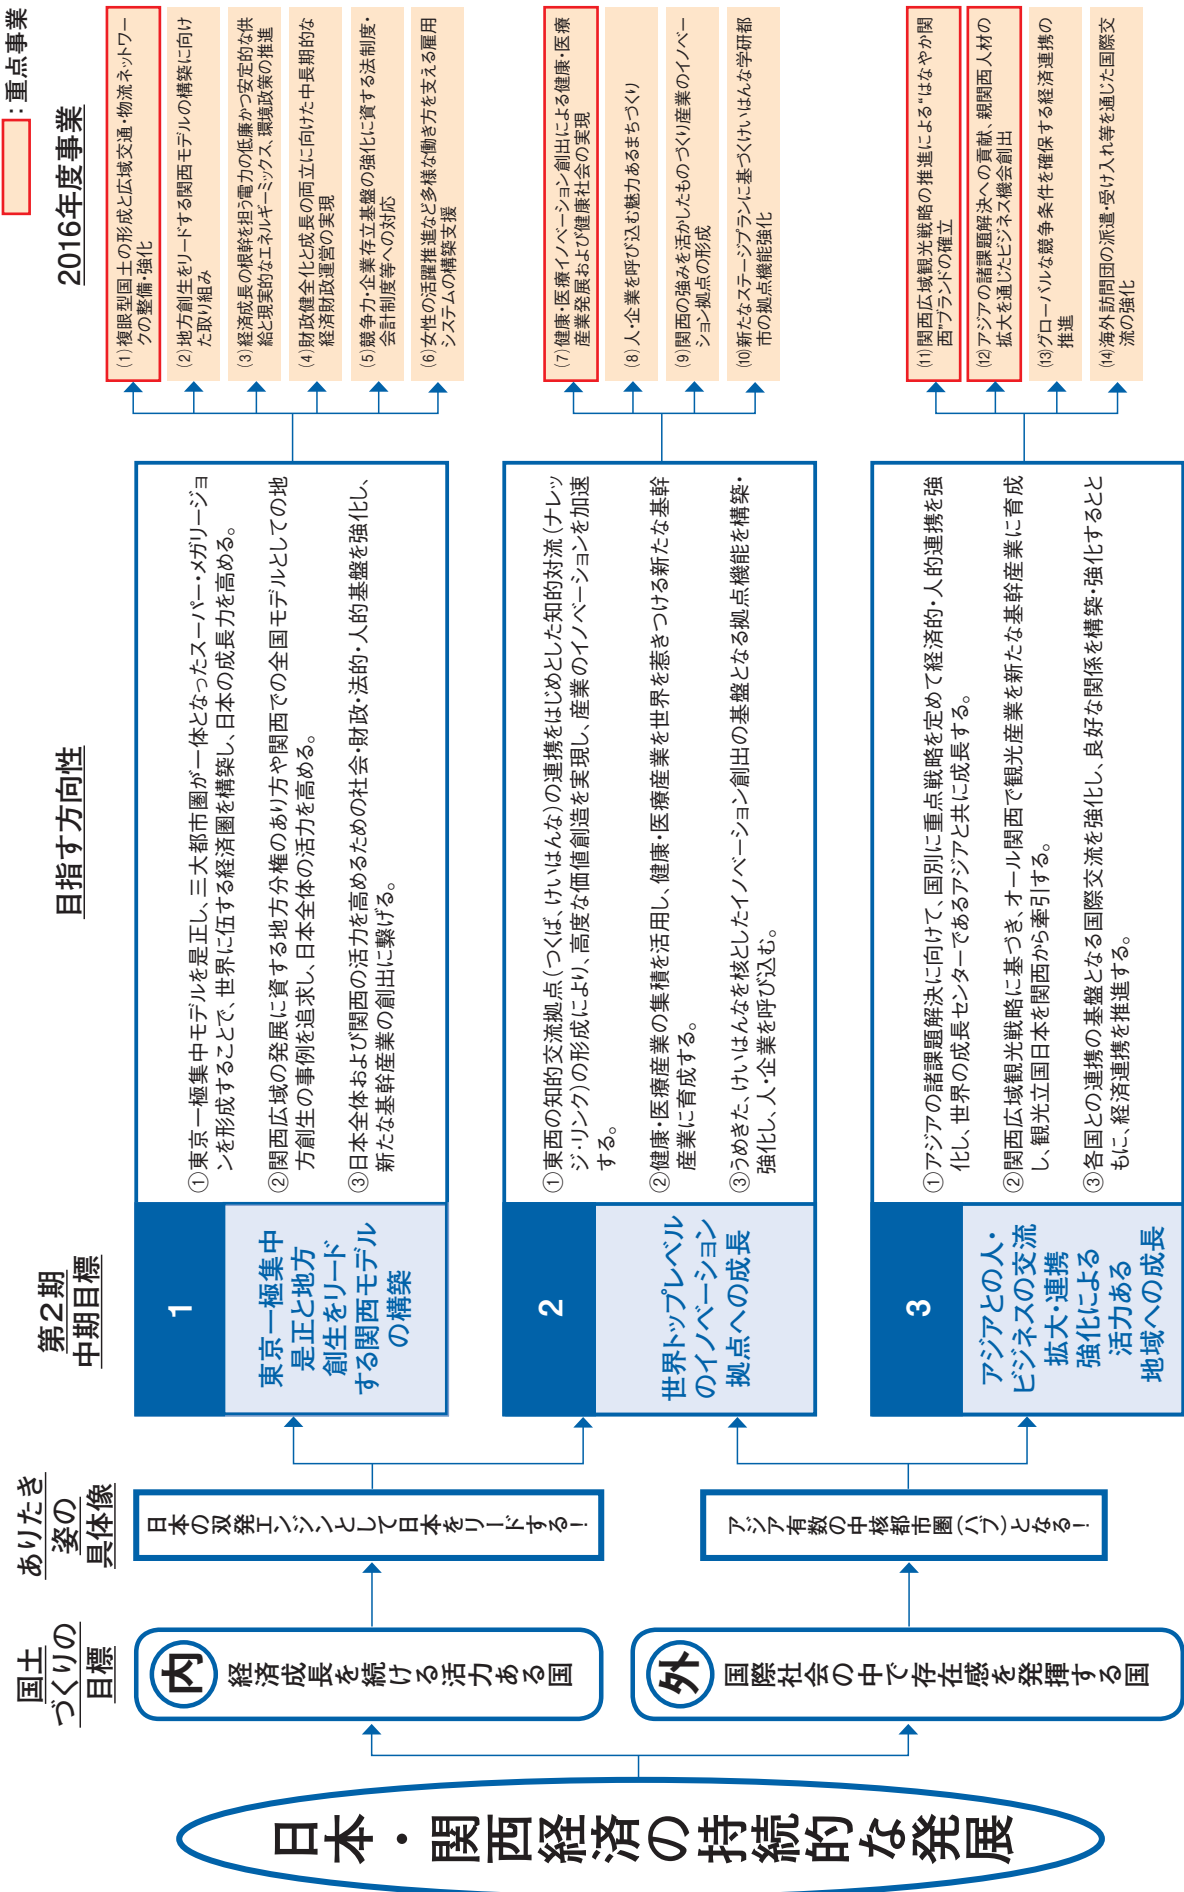 日本・関西経済の持続的な発展
国土
づくりの
目標
内
経済成長を続ける活力ある国
外
国際社会の中で存在感を発揮する国
ありたき
姿の
具体像
日本の双発エンジンとして日本をリードする!
アジア有数の中核都市圏(ハブ)となる!
第2期
中期目標
目指す方向性
2016年度事業
:重点事業
1
東京一極集中
是正と地方
創生をリード
する関西モデル
の構築
①東京一極集中モデルを是正し、三大都市圏が一体となったスーパー・メガリージョ
ンを形成することで、世界に伍する経済圏を構築し、日本の成長力を高める。
②関西広域の発展に資する地方分権のあり方や関西での全国モデルとしての地
方創生の事例を追求し、日本全体の活力を高める。
③日本全体および関西の活力を高めるための社会・財政・法的・人的基盤を強化し、
新たな基幹産業の創出に繋げる。
(1)複眼型国土の形成と広域交通・物流ネットワー
クの整備・強化
(2)地方創生をリードする関西モデルの構築に向け
た取り組み
(3)経済成長の根幹を担う電力の低廉かつ安定的な供
給と現実的なエネルギーミックス、環境政策の推進
(4)財政健全化と成長の両立に向けた中長期的な
経済財政運営の実現
(5)競争力・企業存立基盤の強化に資する法制度・
会計制度等への対応
(6)女性の活躍推進など多様な働き方を支える雇用
システムの構築支援
2
世界トップレベル
のイノベーション
拠点への成長
①東西の知的交流拠点(つくば、けいはんな)の連携をはじめとした知的対流(ナレッ
ジ・リンク)の形成により、高度な価値創造を実現し、産業のイノベーションを加速
する。
②健康・医療産業の集積を活用し、健康・医療産業を世界を惹きつける新たな基幹
産業に育成する。
③うめきた、けいはんなを核としたイノベーション創出の基盤となる拠点機能を構築・
強化し、人・企業を呼び込む。
(7)健康・医療イノベーション創出による健康・医療
産業発展および健康社会の実現
(8)人・企業を呼び込む魅力あるまちづくり
(9)関西の強みを活かしたものづくり産業のイノベー
ション拠点の形成
(10)新たなステージプランに基づくけいはんな学研都
市の拠点機能強化
3
アジアとの人・
ビジネスの交流
拡大・連携
強化による
活力ある
地域への成長
①アジアの諸課題解決に向けて、国別に重点戦略を定めて経済的・人的連携を強
化し、世界の成長センターであるアジアと共に成長する。
②関西広域観光戦略に基づき、オール関西で観光産業を新たな基幹産業に育成
し、観光立国日本を関西から牽引する。
③各国との連携の基盤となる国際交流を強化し、良好な関係を構築・強化するとと
もに、経済連携を推進する。
(11)関西広域観光戦略の推進による“はなやか関
西”ブランドの確立
(12)アジアの諸課題解決への貢献、親関西人材の
拡大を通じたビジネス機会創出
(13)グローバルな競争条件を確保する経済連携の
推進
(14)海外訪問団の派遣・受け入れ等を通じた国際交
流の強化